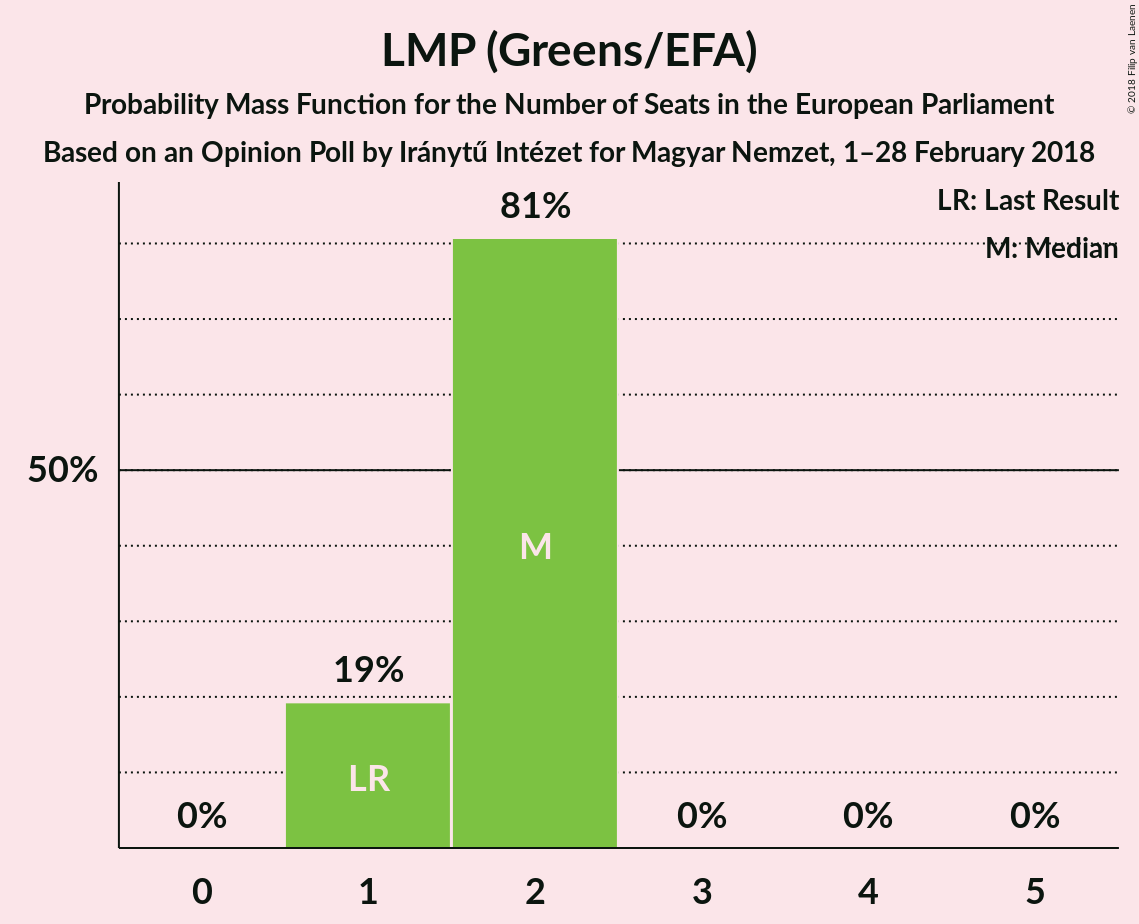 LMP (Greens/EFA)
Probability Mass Function for the Number of Seats in the European Parliament
Based on an Opinion Poll by Iránytű Intézet for Magyar Nemzet, 1–28 February 2018
© 2018 Filip van Laenen
LR: Last Result
M: Median
81%
50%
M
19%
LR
0%
0%
0%
0%
0
1
2
3
4
5